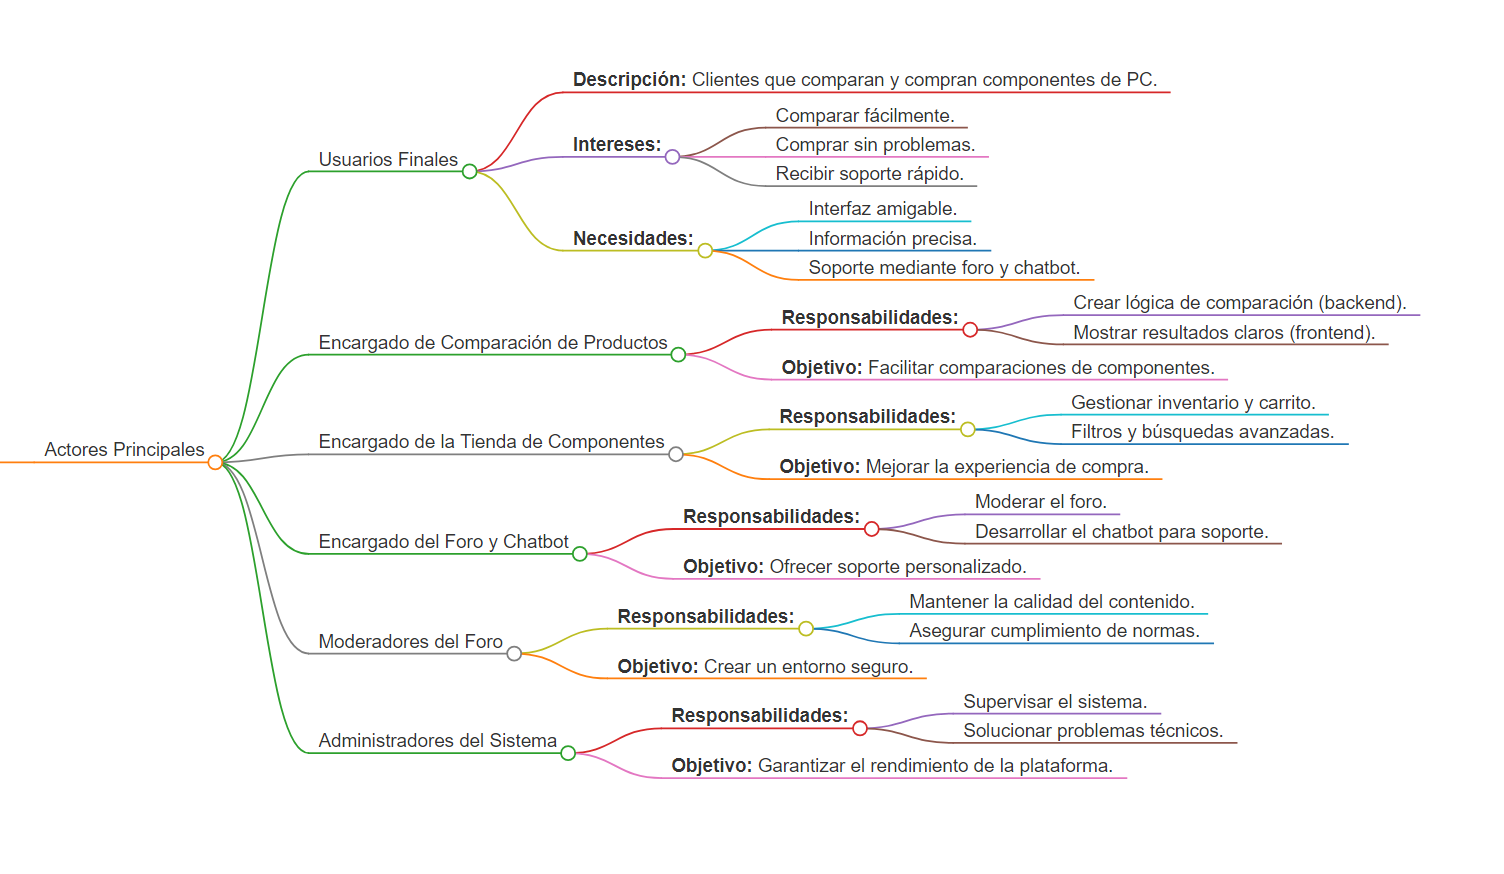 Actores Principales
Usuarios Finales
Descripción: Clientes que comparan y compran componentes de PC.
Intereses:
Comparar fácilmente.
Comprar sin problemas.
Recibir soporte rápido.
Necesidades:
Interfaz amigable.
Información precisa.
Soporte mediante foro y chatbot.
Encargado de Comparación de Productos
Responsabilidades:
Crear lógica de comparación (backend).
Mostrar resultados claros (frontend).
Objetivo: Facilitar comparaciones de componentes.
Encargado de la Tienda de Componentes
Responsabilidades:
Gestionar inventario y carrito.
Filtros y búsquedas avanzadas.
Objetivo: Mejorar la experiencia de compra.
Encargado del Foro y Chatbot
Responsabilidades:
Moderar el foro.
Desarrollar el chatbot para soporte.
Objetivo: Ofrecer soporte personalizado.
Moderadores del Foro
Responsabilidades:
Mantener la calidad del contenido.
Asegurar cumplimiento de normas.
Objetivo: Crear un entorno seguro.
Administradores del Sistema
Responsabilidades:
Supervisar el sistema.
Solucionar problemas técnicos.
Objetivo: Garantizar el rendimiento de la plataforma.